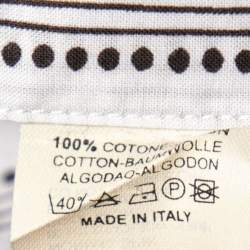 100% COTONE-WOLLE
COTTON-BAUMWOLLE
ALGODAO-ALGODON
40° A P
MADE IN ITALY